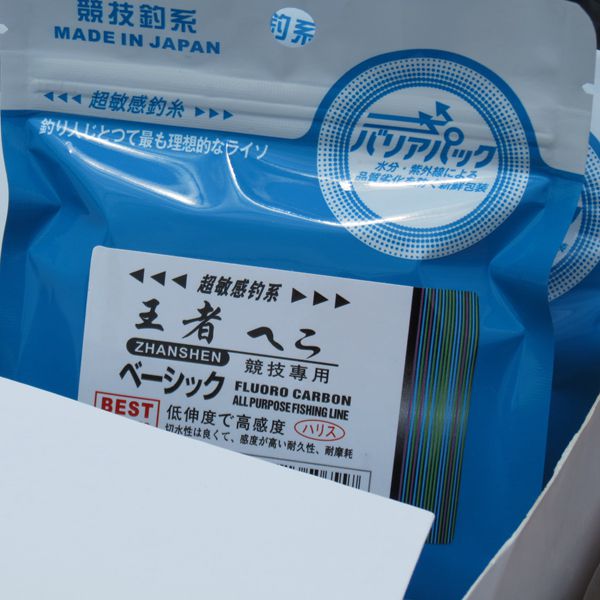 競技釣系
MADE IN JAPAN
釣系
超敏感釣糸
釣り人じとつて最も理想的なライソ
バリアパック
水分・紫外線による
超敏感钓系
王者 へら
ZHANSHEN
競技專用
ベーシック
FLUORO CARBON
ALL PURPOSE FISHING LINE
BEST
低伸度で高感度
ハリス
切水性は良くて、感度が高い耐久性、耐摩耗